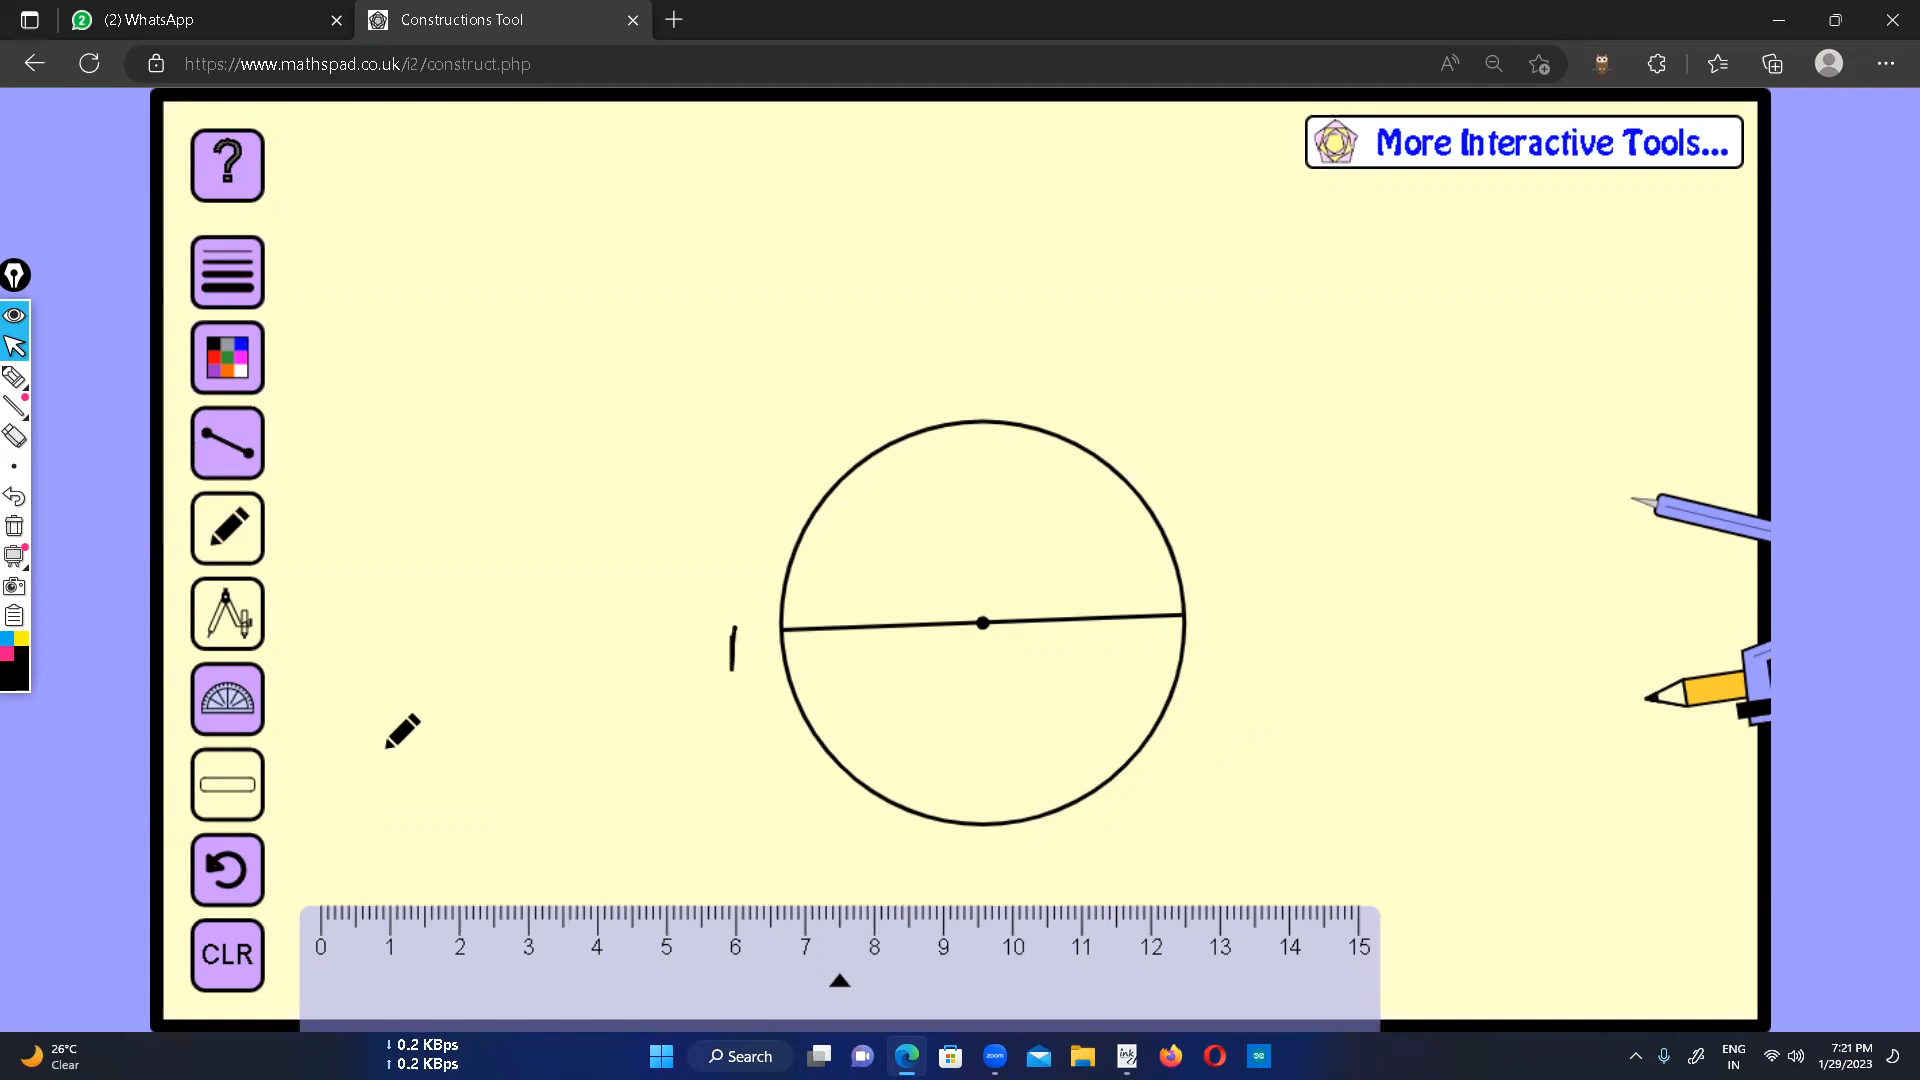 (2) WhatsApp
Constructions Tool
https://www.mathspad.co.uk/i2/construct.php
More Interactive Tools...
?
CLR
0 1 2 3 4 5 6 7 8 9 10 11 12 13 14 15
26°C
Clear
↓ 0.2 KBps
↑ 0.2 KBps
Search
zoom
ink
ENG
IN
7:21 PM
1/29/2023